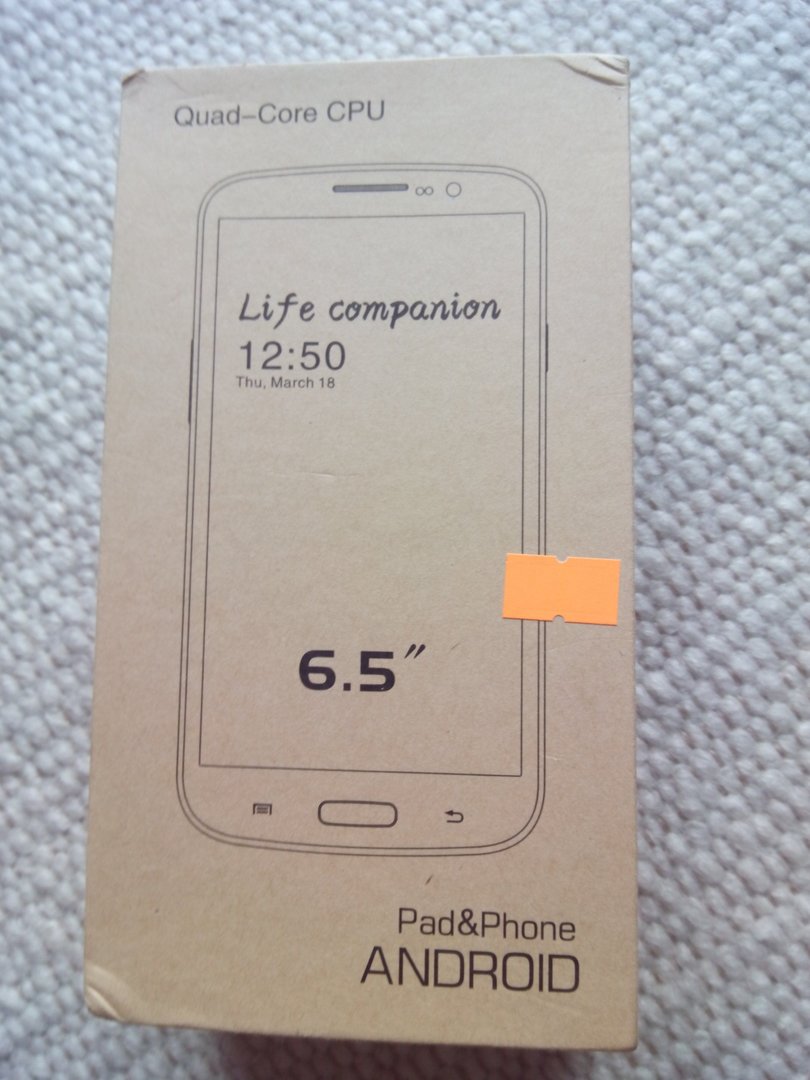 Quad-Core CPU
Life companion
12:50
Thu, March 18
6.5"
Pad&Phone
ANDROID